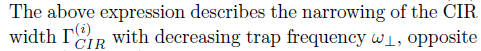 The above expression describes the narrowing of the CIR
width Γ_{CIR}^{(i)} with decreasing trap frequency ω_⊥, opposite